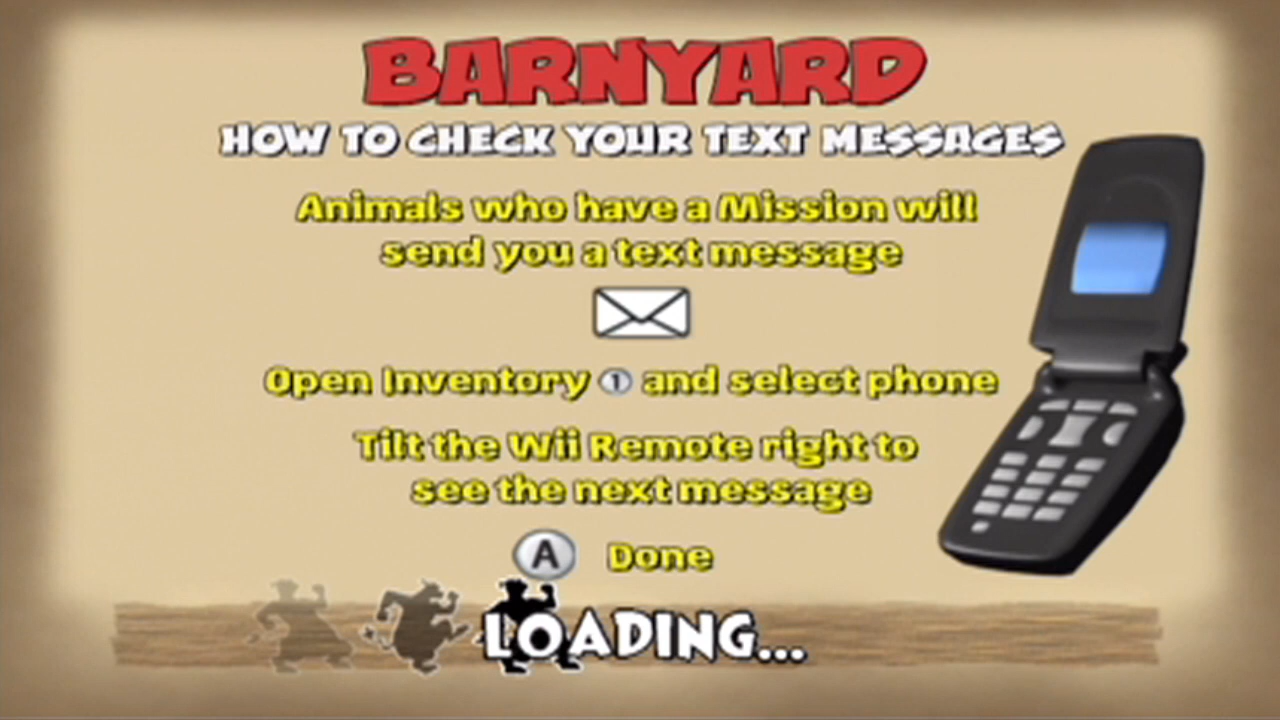 BARNYARD
HOW TO CHECK YOUR TEXT MESSAGES
Animals who have a Mission will
send you a text message
Open Inventory 1 and select phone
Tilt the Wii Remote right to
see the next message
A Done
LOADING...